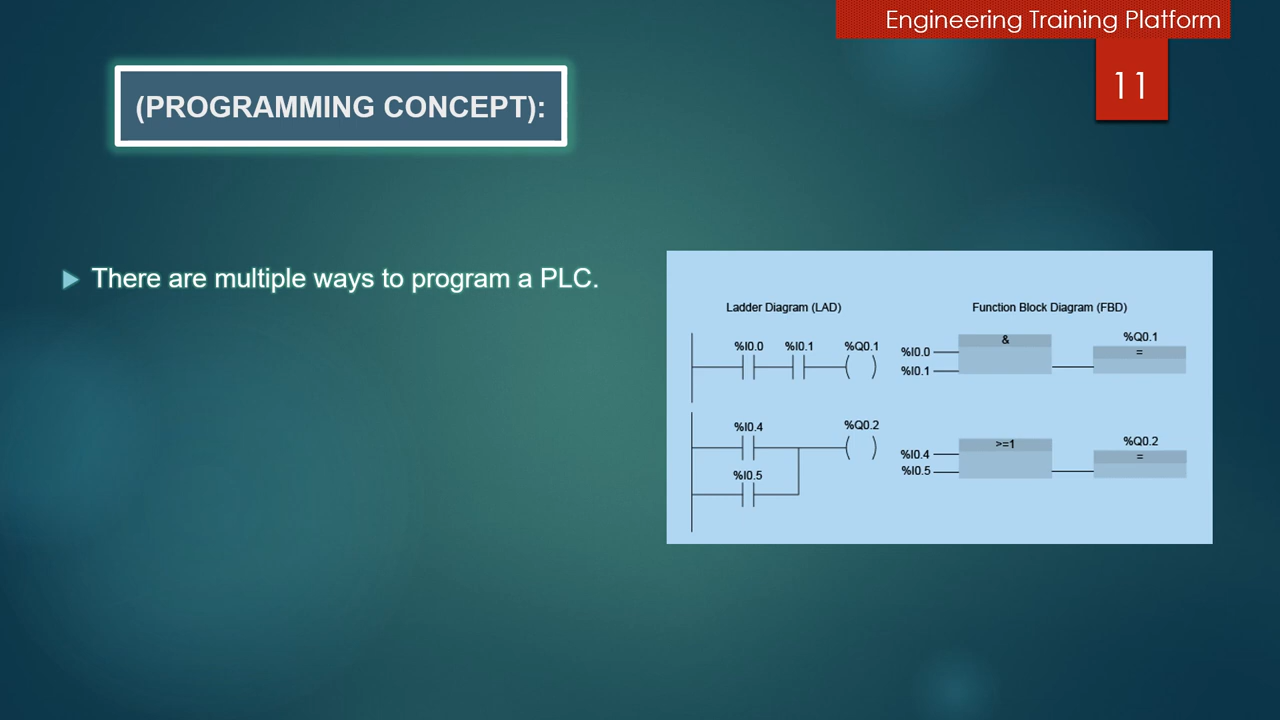 Engineering Training Platform
11
(PROGRAMMING CONCEPT):
There are multiple ways to program a PLC.
Ladder Diagram (LAD)
%I0.0 %I0.1 %Q0.1
%I0.4 %Q0.2
%I0.5
Function Block Diagram (FBD)
& %Q0.1
%I0.0 =
%I0.1
>=1 %Q0.2
%I0.4 =
%I0.5